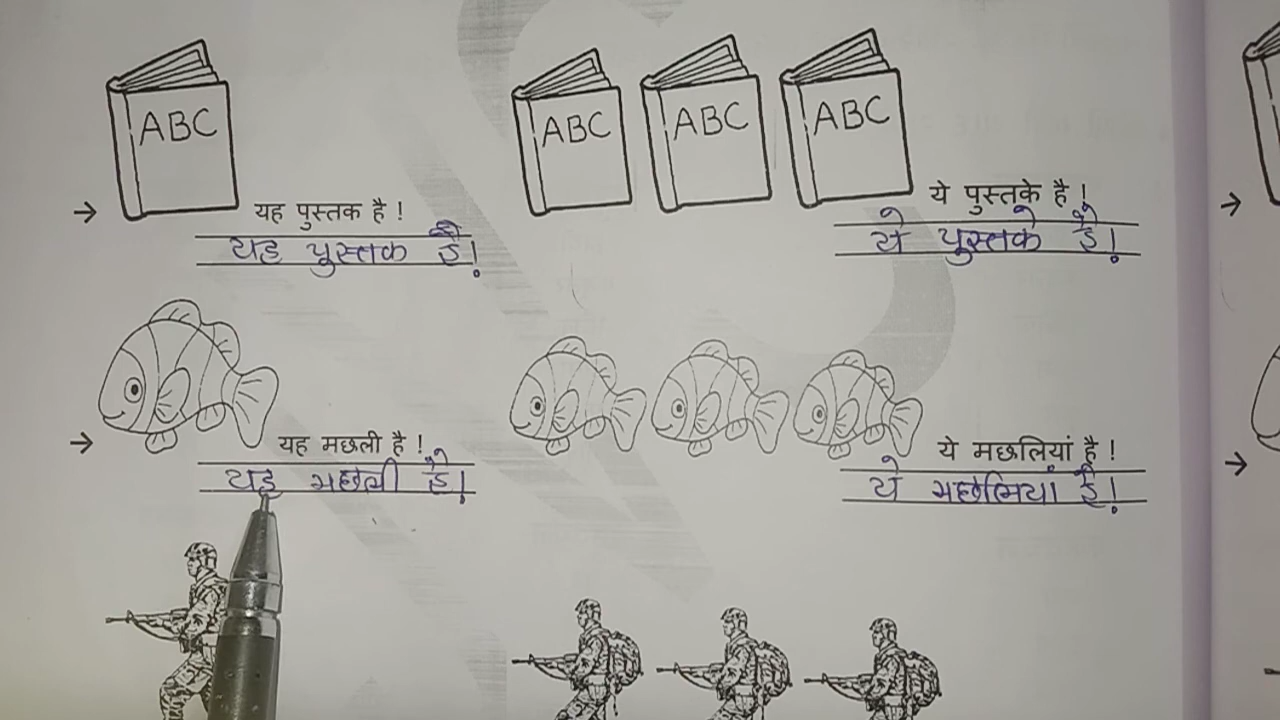 ABC
ABC
ABC
ABC
यह पुस्तक है !
ये पुस्तके है !
यह पुस्तक है!
ये पुस्तके है!
यह मछली है !
ये मछलियां है !
यह मछली है!
ये मछलिया है!